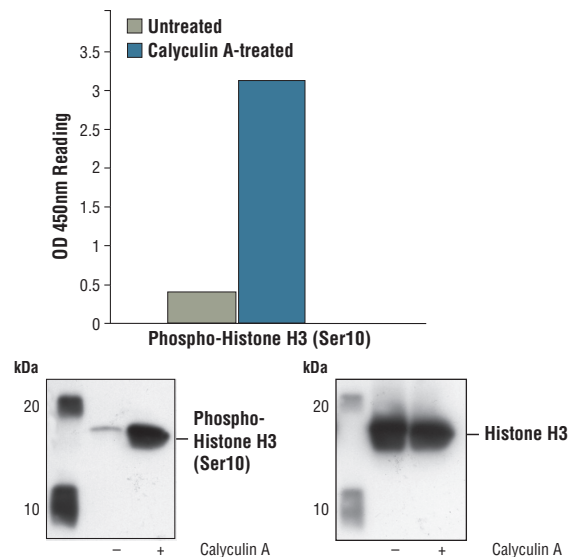 Untreated
Calyculin A-treated
OD 450nm Reading
3.5
3
2.5
2
1.5
1
0.5
0
Phospho-Histone H3 (Ser10)
kDa
20
10
Phospho-
Histone H3
(Ser10)
– + Calyculin A
kDa
20
10
Histone H3
– + Calyculin A